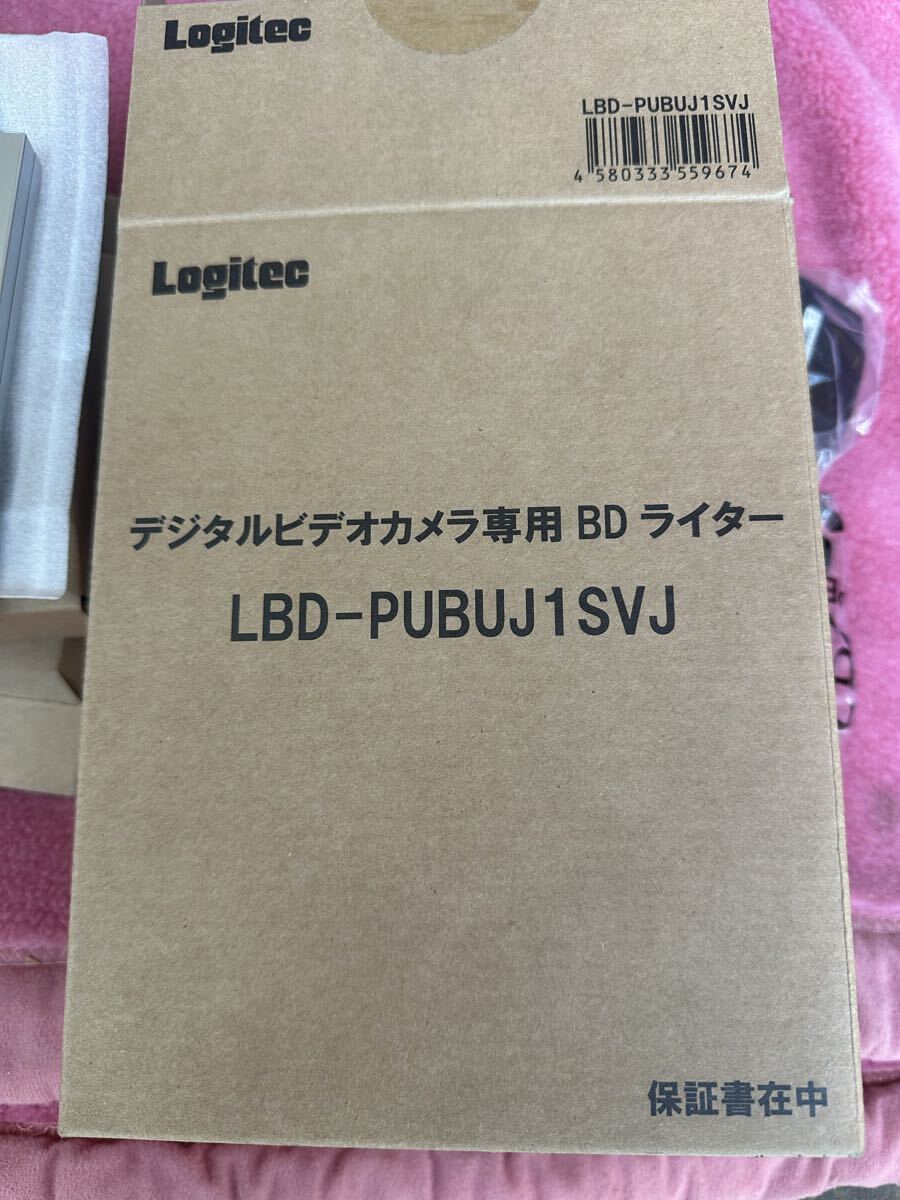 Logitec
LBD-PUBUJ1SVJ
4 580333 559674
Logitec
デジタルビデオカメラ専用 BD ライター
LBD-PUBUJ1SVJ
保証書在中